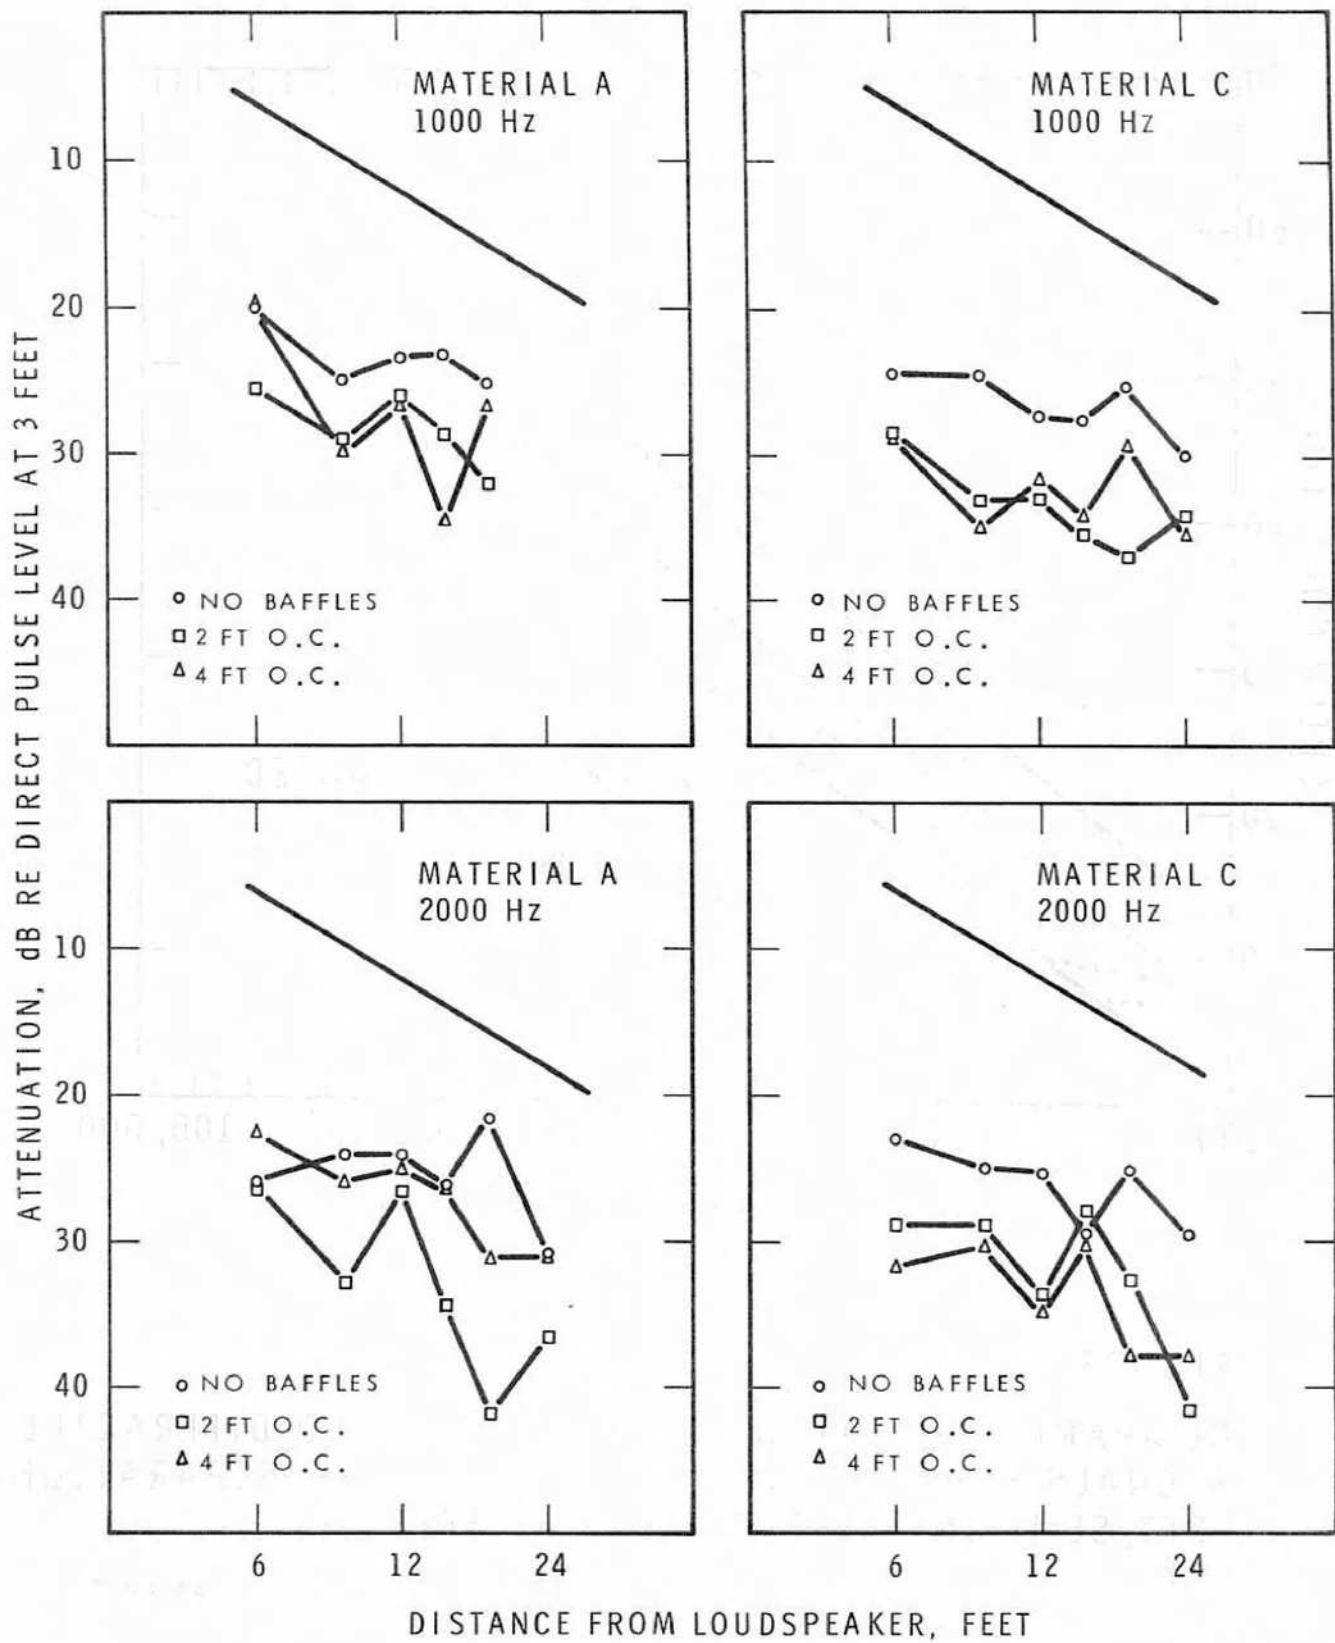 MATERIAL A
1000 Hz
MATERIAL C
1000 Hz
10
20
30
40
○ NO BAFFLES
□ 2 FT O.C.
△ 4 FT O.C.
○ NO BAFFLES
□ 2 FT O.C.
△ 4 FT O.C.
ATTENUATION, dB RE DIRECT PULSE LEVEL AT 3 FEET
MATERIAL A
2000 Hz
MATERIAL C
2000 Hz
10
20
30
40
○ NO BAFFLES
□ 2 FT O.C.
△ 4 FT O.C.
○ NO BAFFLES
□ 2 FT O.C.
△ 4 FT O.C.
6 12 24
6 12 24
DISTANCE FROM LOUDSPEAKER, FEET